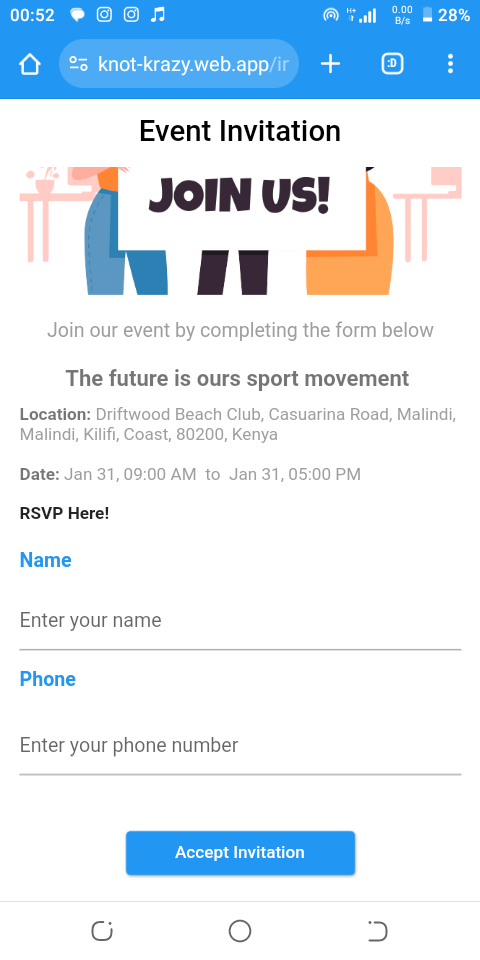 00:52
H+
0.00
B/s
28%
knot-krazy.web.app/ir
:D
Event Invitation
JOIN US!
Join our event by completing the form below
The future is ours sport movement
Location: Driftwood Beach Club, Casuarina Road, Malindi,
Malindi, Kilifi, Coast, 80200, Kenya
Date: Jan 31, 09:00 AM to Jan 31, 05:00 PM
RSVP Here!
Name
Enter your name
Phone
Enter your phone number
Accept Invitation